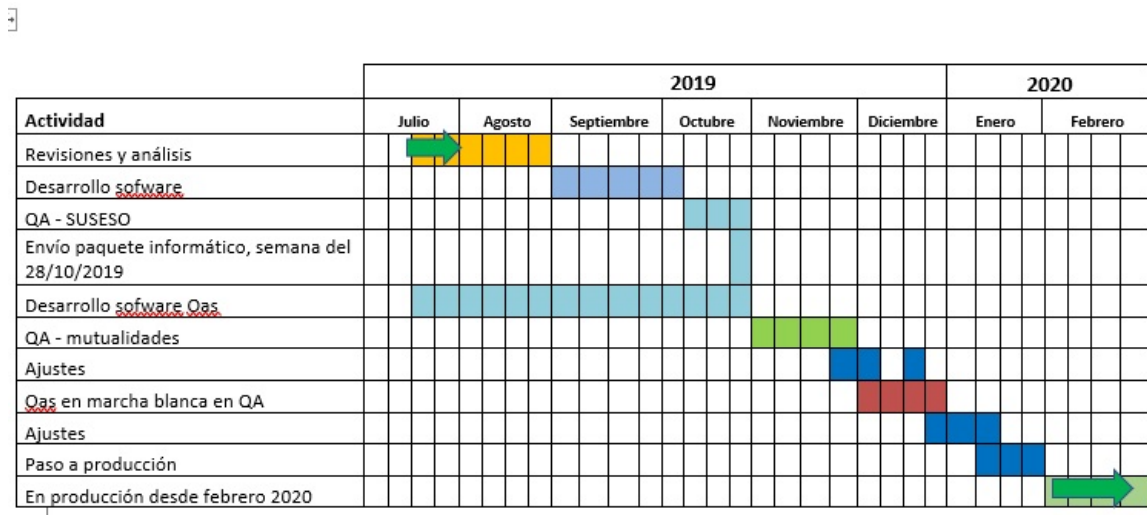 2019 2020
Actividad Julio Agosto Septiembre Octubre Noviembre Diciembre Enero Febrero
Revisiones y análisis
Desarrollo sofware
QA - SUSESO
Envío paquete informático, semana del
28/10/2019
Desarrollo sofware Oas
QA - mutualidades
Ajustes
Oas en marcha blanca en QA
Ajustes
Paso a producción
En producción desde febrero 2020